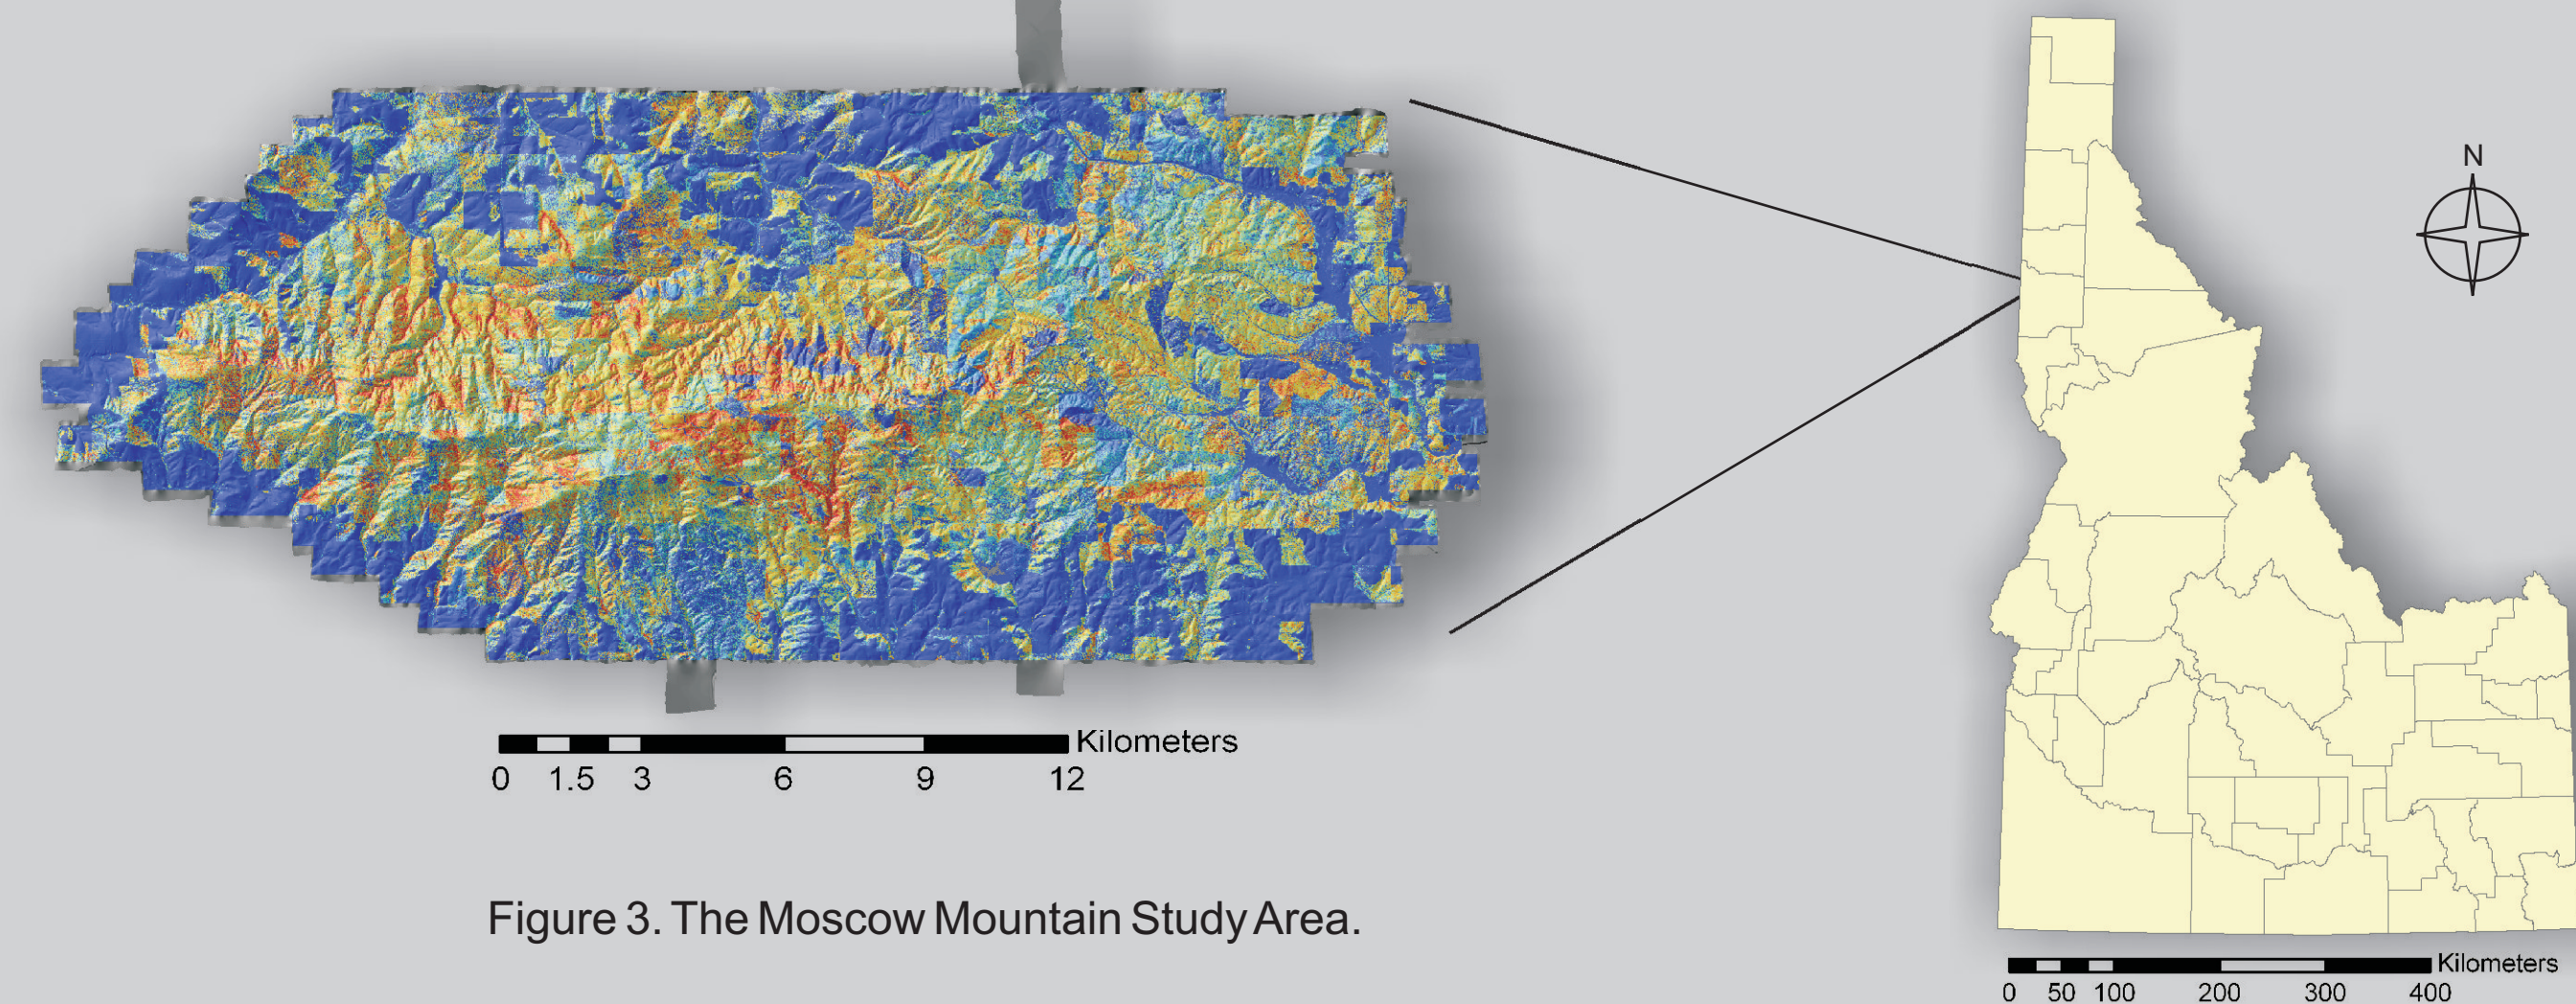 N
Kilometers
0 1.5 3 6 9 12
Figure 3. The Moscow Mountain Study Area.
Kilometers
0 50 100 200 300 400